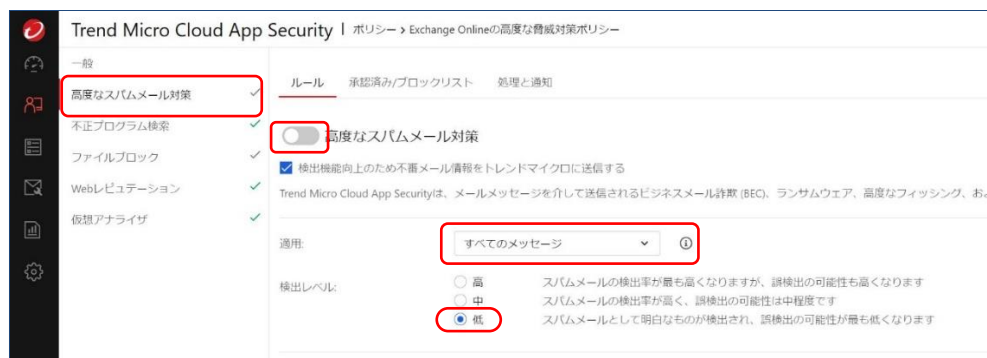 Trend Micro Cloud App Security | ポリシー > Exchange Onlineの高度な脅威対策ポリシー
一般
高度なスパムメール対策
不正プログラム検索
ファイルブロック
Webレピュテーション
仮想アナライザ
ルール 承認済み/ブロックリスト 処理と通知
高度なスパムメール対策
検出機能向上のため不審メール情報をトレンドマイクロに送信する
Trend Micro Cloud App Securityは、メールメッセージを介して送信されるビジネスメール詐欺 (BEC)、ランサムウェア、高度なフィッシング、およ
適用: すべてのメッセージ
検出レベル: 高 スパムメールの検出率が最も高くなりますが、誤検出の可能性も高くなります
中 スパムメールの検出率が高く、誤検出の可能性は中程度です
低 スパムメールとして明白なものが検出され、誤検出の可能性が最も低くなります